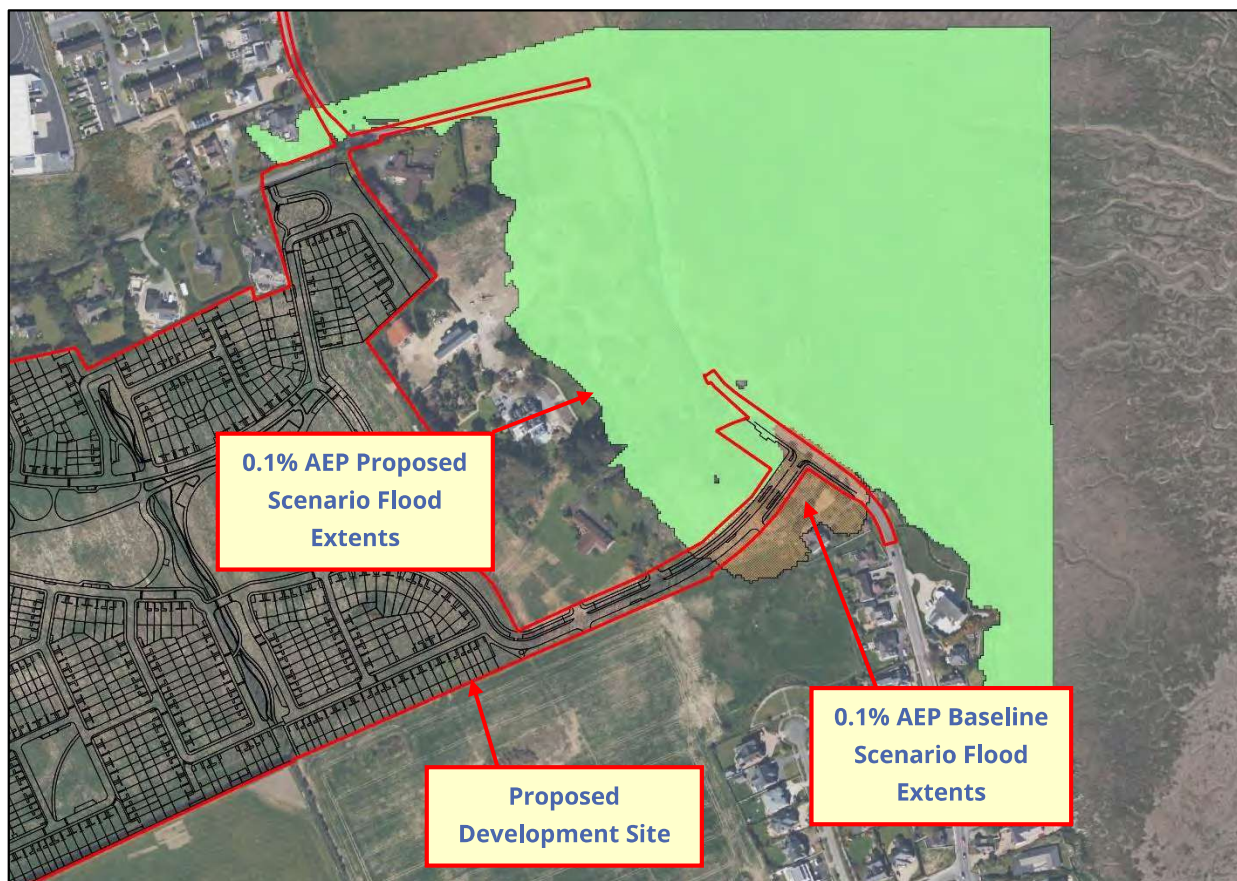 0.1% AEP Proposed
Scenario Flood
Extents
0.1% AEP Baseline
Scenario Flood
Extents
Proposed
Development Site